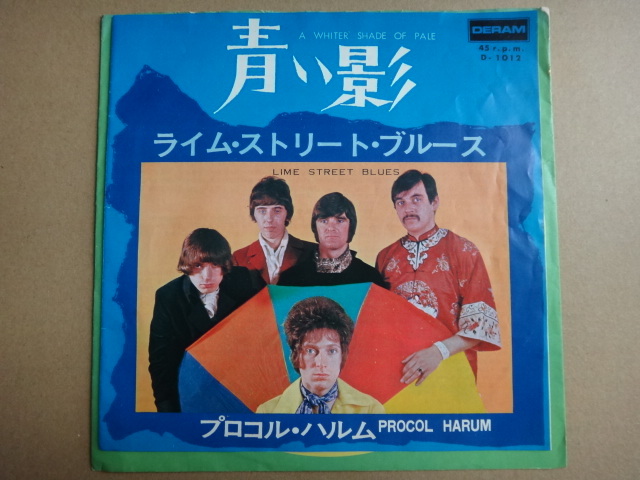 A WHITER SHADE OF PALE
青い影
DERAM
45 r.p.m.
D-1013
ライム・ストリート・ブルース
LIME STREET BLUES
プロコル・ハルム PROCOL HARUM